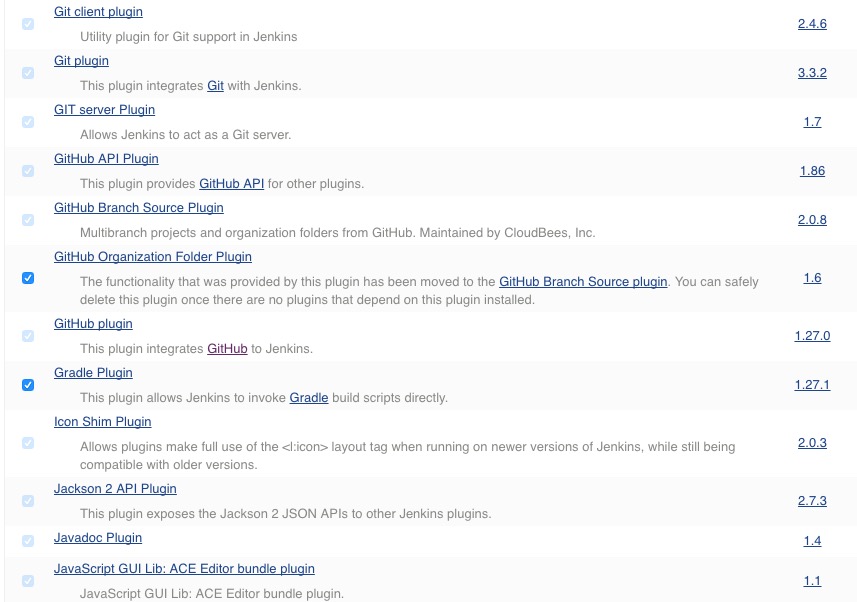 Git client plugin
2.4.6
Utility plugin for Git support in Jenkins
Git plugin
3.3.2
This plugin integrates Git with Jenkins.
GIT server Plugin
1.7
Allows Jenkins to act as a Git server.
GitHub API Plugin
1.86
This plugin provides GitHub API for other plugins.
GitHub Branch Source Plugin
2.0.8
Multibranch projects and organization folders from GitHub. Maintained by CloudBees, Inc.
GitHub Organization Folder Plugin
The functionality that was provided by this plugin has been moved to the GitHub Branch Source plugin. You can safely
1.6
delete this plugin once there are no plugins that depend on this plugin installed.
GitHub plugin
1.27.0
This plugin integrates GitHub to Jenkins.
Gradle Plugin
1.27.1
This plugin allows Jenkins to invoke Gradle build scripts directly.
Icon Shim Plugin
Allows plugins make full use of the <l:icon> layout tag when running on newer versions of Jenkins, while still being
2.0.3
compatible with older versions.
Jackson 2 API Plugin
2.7.3
This plugin exposes the Jackson 2 JSON APIs to other Jenkins plugins.
Javadoc Plugin
1.4
JavaScript GUI Lib: ACE Editor bundle plugin
1.1
JavaScript GUI Lib: ACE Editor bundle plugin.